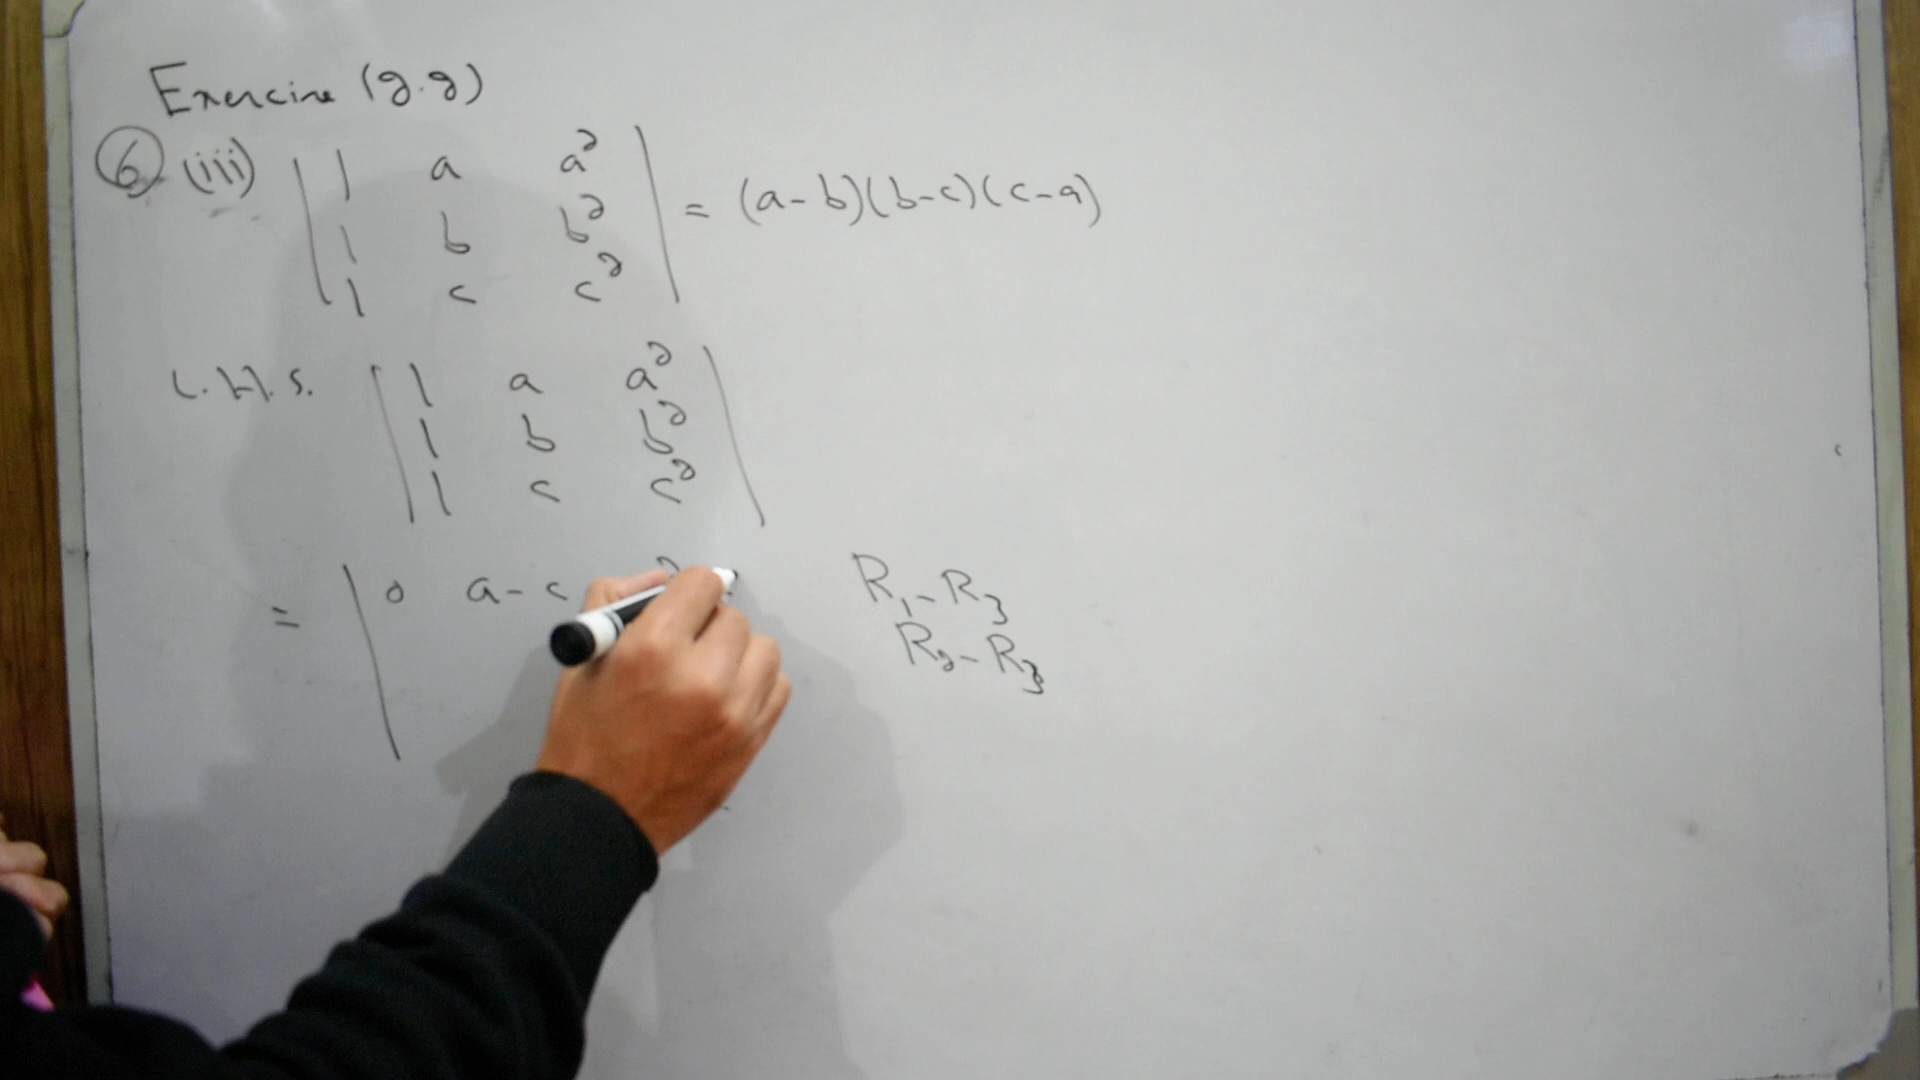 Exercise (2.2)
6 (iii) | 1 a a² | = (a-b)(b-c)(c-a)
1 b b²
1 c c²
L.H.S. | 1 a a² |
1 b b²
1 c c²
= | 0 a-c R₁-R₃
R₂-R₃